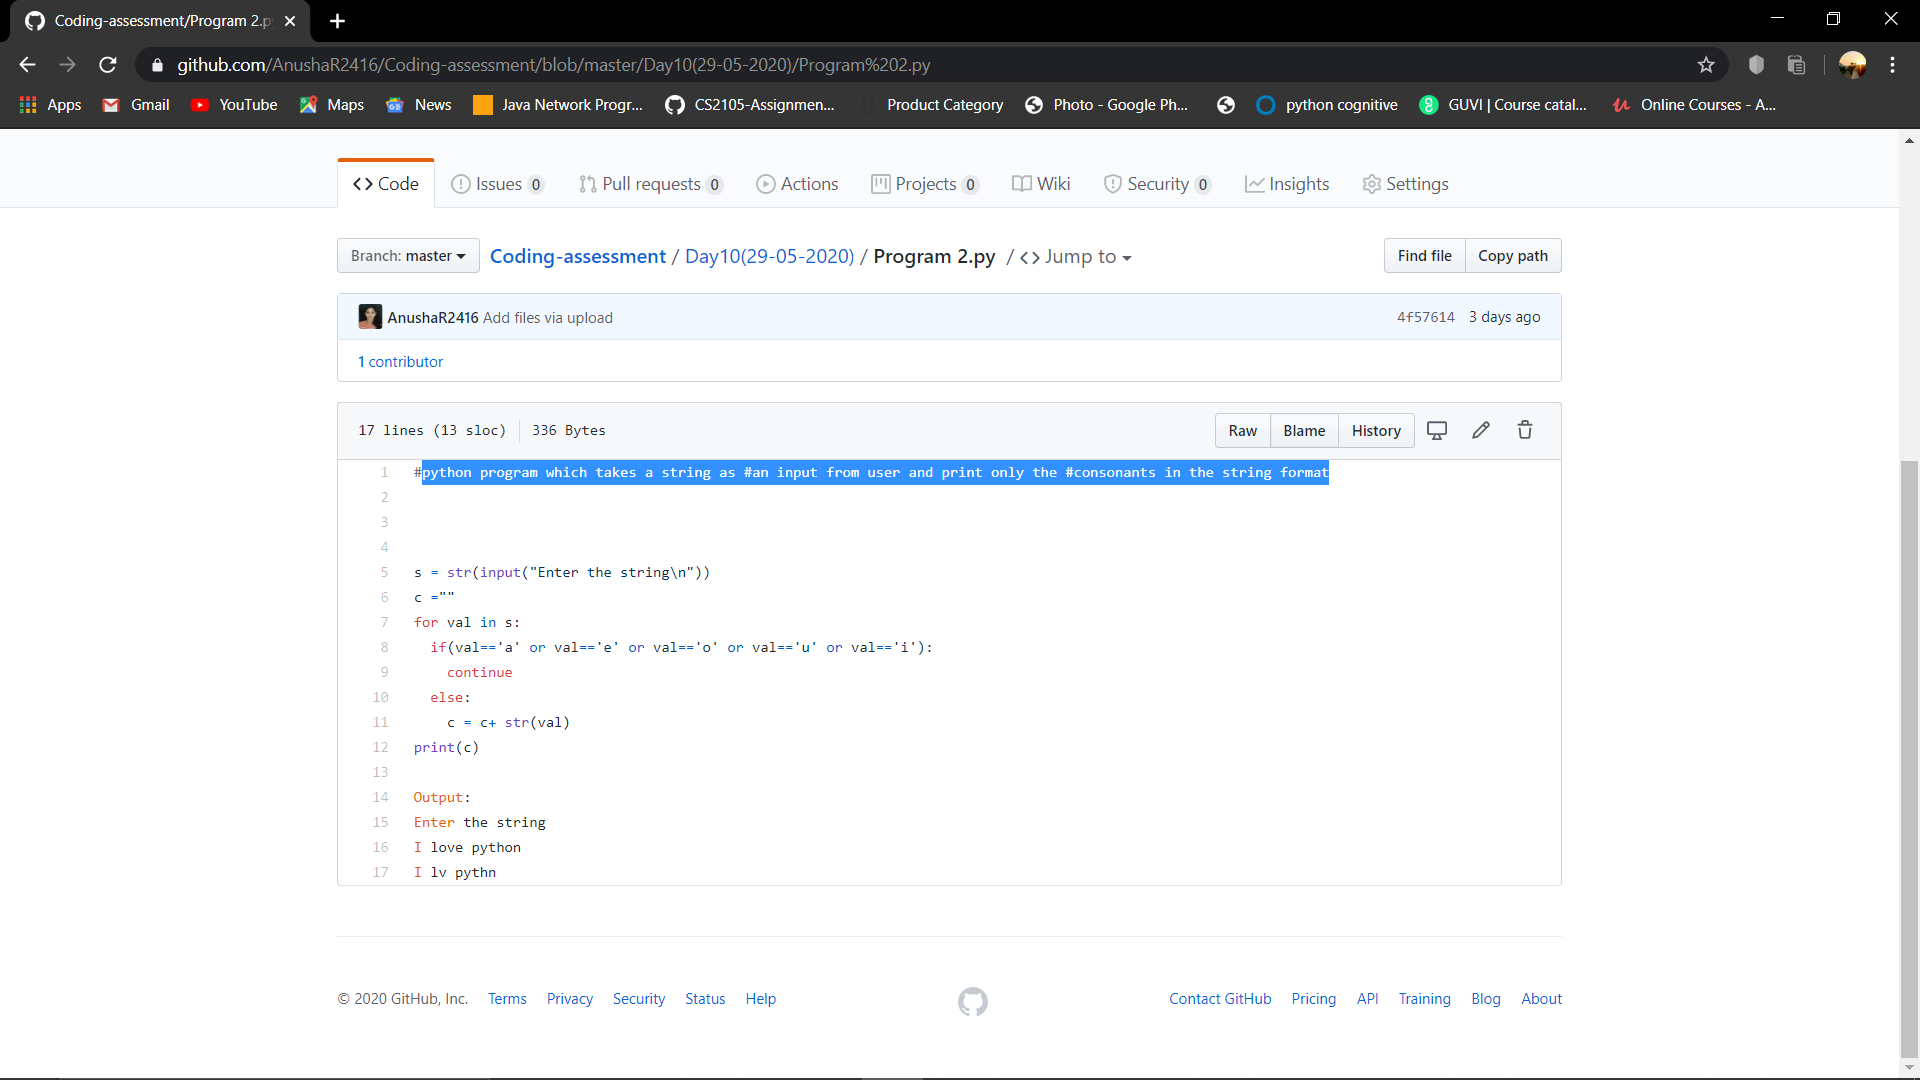 Coding-assessment/Program 2.p
github.com/AnushaR2416/Coding-assessment/blob/master/Day10(29-05-2020)/Program%202.py
Apps Gmail YouTube Maps News Java Network Progr... CS2105-Assignmen... Product Category Photo - Google Ph... python cognitive GUVI | Course catal... Online Courses - A...
Code Issues 0 Pull requests 0 Actions Projects 0 Wiki Security 0 Insights Settings
Branch: master Coding-assessment / Day10(29-05-2020) / Program 2.py / <> Jump to Find file Copy path
AnushaR2416 Add files via upload 4f57614 3 days ago
1 contributor
17 lines (13 sloc) 336 Bytes Raw Blame History
1 #python program which takes a string as #an input from user and print only the #consonants in the string format
2
3
4
5 s = str(input("Enter the string\n"))
6 c =""
7 for val in s:
8 if(val=='a' or val=='e' or val=='o' or val=='u' or val=='i'):
9 continue
10 else:
11 c = c+ str(val)
12 print(c)
13
14 Output:
15 Enter the string
16 I love python
17 I lv pythn
© 2020 GitHub, Inc. Terms Privacy Security Status Help Contact GitHub Pricing API Training Blog About